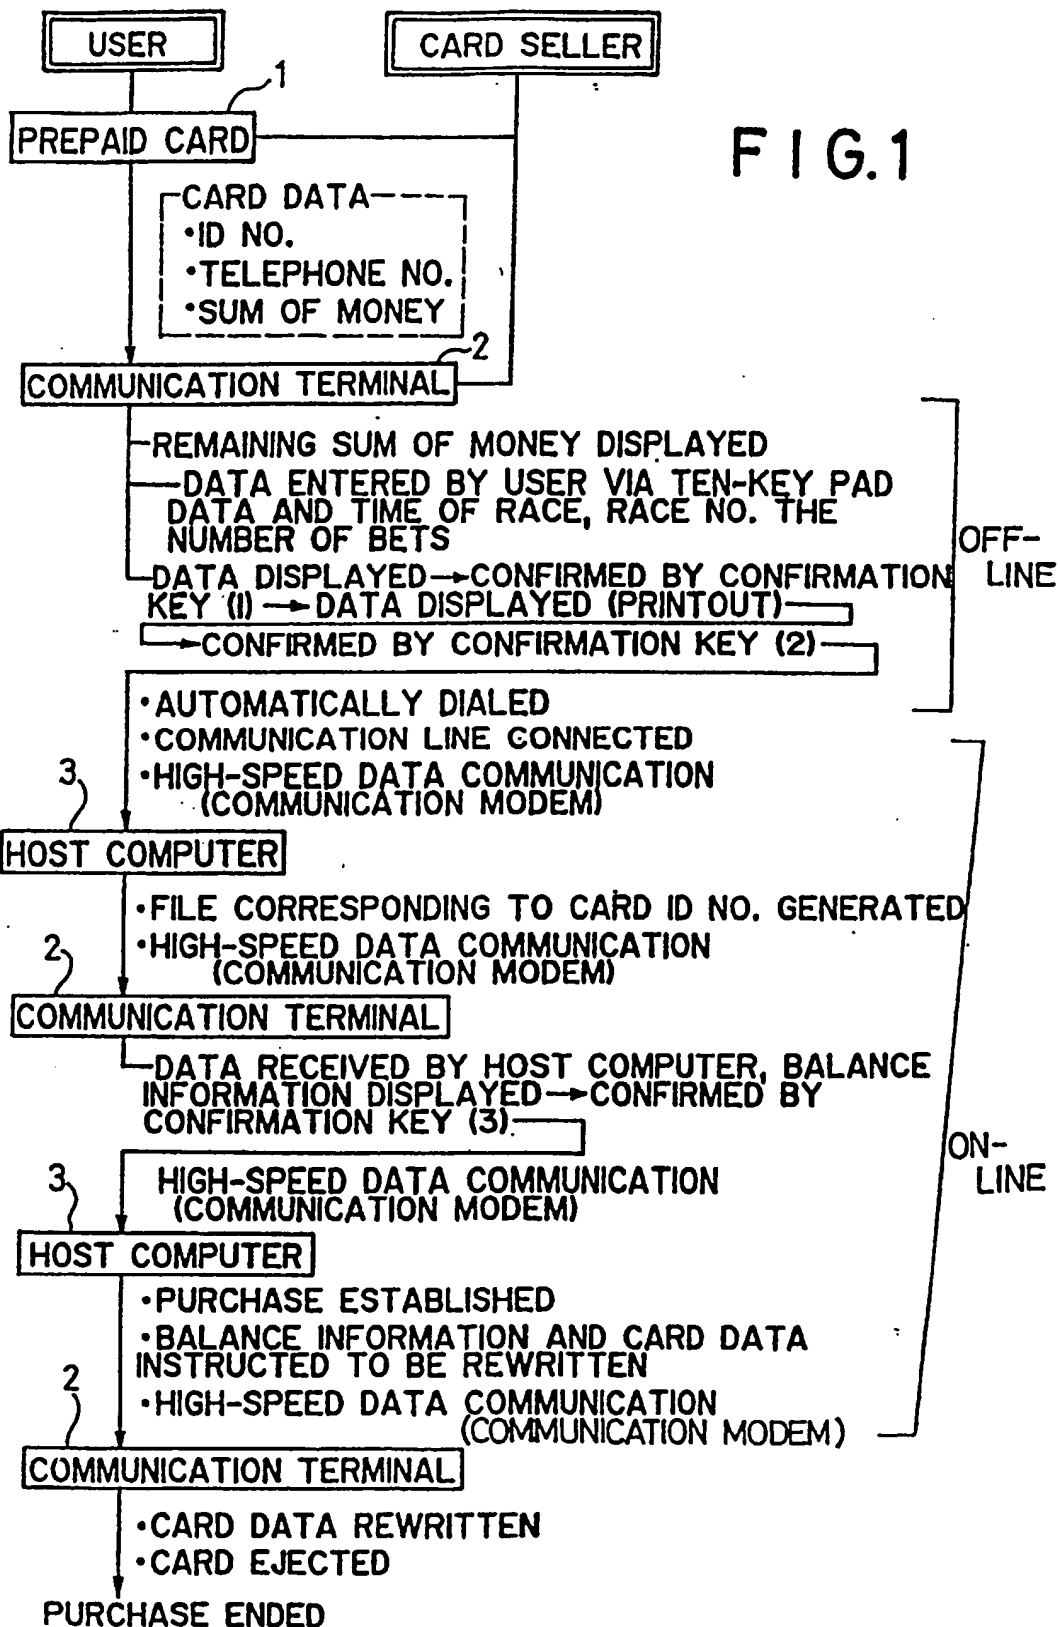 USER
CARD SELLER
1
PREPAID CARD
FIG.1
CARD DATA
•ID NO.
•TELEPHONE NO.
•SUM OF MONEY
2
COMMUNICATION TERMINAL
REMAINING SUM OF MONEY DISPLAYED
DATA ENTERED BY USER VIA TEN-KEY PAD
DATA AND TIME OF RACE, RACE NO. THE
NUMBER OF BETS
OFF-
LINE
DATA DISPLAYED→CONFIRMED BY CONFIRMATION
KEY (1)→DATA DISPLAYED (PRINTOUT)
→CONFIRMED BY CONFIRMATION KEY (2)
•AUTOMATICALLY DIALED
•COMMUNICATION LINE CONNECTED
•HIGH-SPEED DATA COMMUNICATION
(COMMUNICATION MODEM)
3
HOST COMPUTER
•FILE CORRESPONDING TO CARD ID NO. GENERATED
•HIGH-SPEED DATA COMMUNICATION
(COMMUNICATION MODEM)
2
COMMUNICATION TERMINAL
DATA RECEIVED BY HOST COMPUTER, BALANCE
INFORMATION DISPLAYED→CONFIRMED BY
CONFIRMATION KEY (3)
ON-
LINE
HIGH-SPEED DATA COMMUNICATION
(COMMUNICATION MODEM)
3
HOST COMPUTER
•PURCHASE ESTABLISHED
•BALANCE INFORMATION AND CARD DATA
INSTRUCTED TO BE REWRITTEN
•HIGH-SPEED DATA COMMUNICATION
(COMMUNICATION MODEM)
2
COMMUNICATION TERMINAL
•CARD DATA REWRITTEN
•CARD EJECTED
PURCHASE ENDED